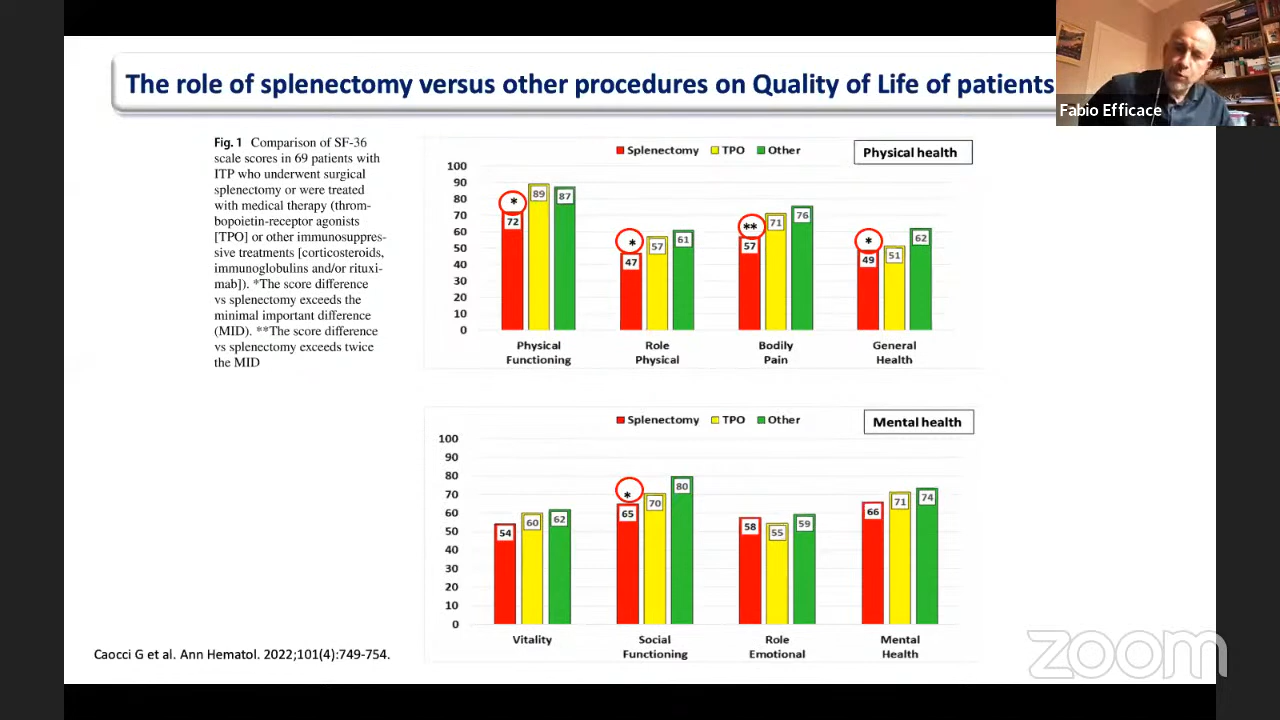 The role of splenectomy versus other procedures on Quality of Life of patients
Fabio Efficace
Fig. 1 Comparison of SF-36
scale scores in 69 patients with
ITP who underwent surgical
splenectomy or were treated
with medical therapy (throm-
bopoietin-receptor agonists
[TPO] or other immunosuppres-
sive treatments [corticosteroids,
immunoglobulins and/or rituxi-
mab]). *The score difference
vs splenectomy exceeds the
minimal important difference
(MID). **The score difference
vs splenectomy exceeds twice
the MID
Splenectomy TPO Other
Physical health
100
90
80
70
60
50
40
30
20
10
0
* 72 89 87
* 47 57 61
** 57 71 76
* 49 51 62
Physical
Functioning
Role
Physical
Bodily
Pain
General
Health
Splenectomy TPO Other
Mental health
100
90
80
70
60
50
40
30
20
10
0
54 60 62
* 65 70 80
58 55 59
66 71 74
Vitality
Social
Functioning
Role
Emotional
Mental
Health
Caocci G et al. Ann Hematol. 2022;101(4):749-754.
zoom